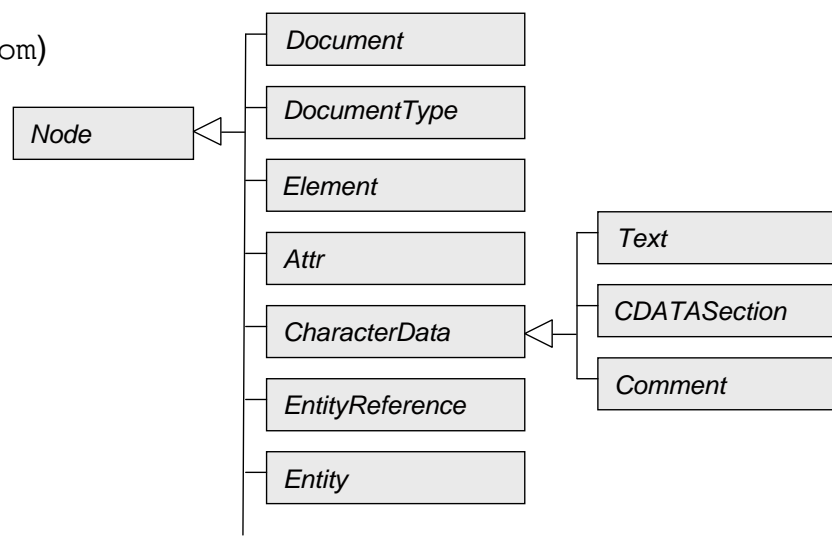 om)
Document
DocumentType
Node
Element
Attr
Text
CDATASection
CharacterData
Comment
EntityReference
Entity